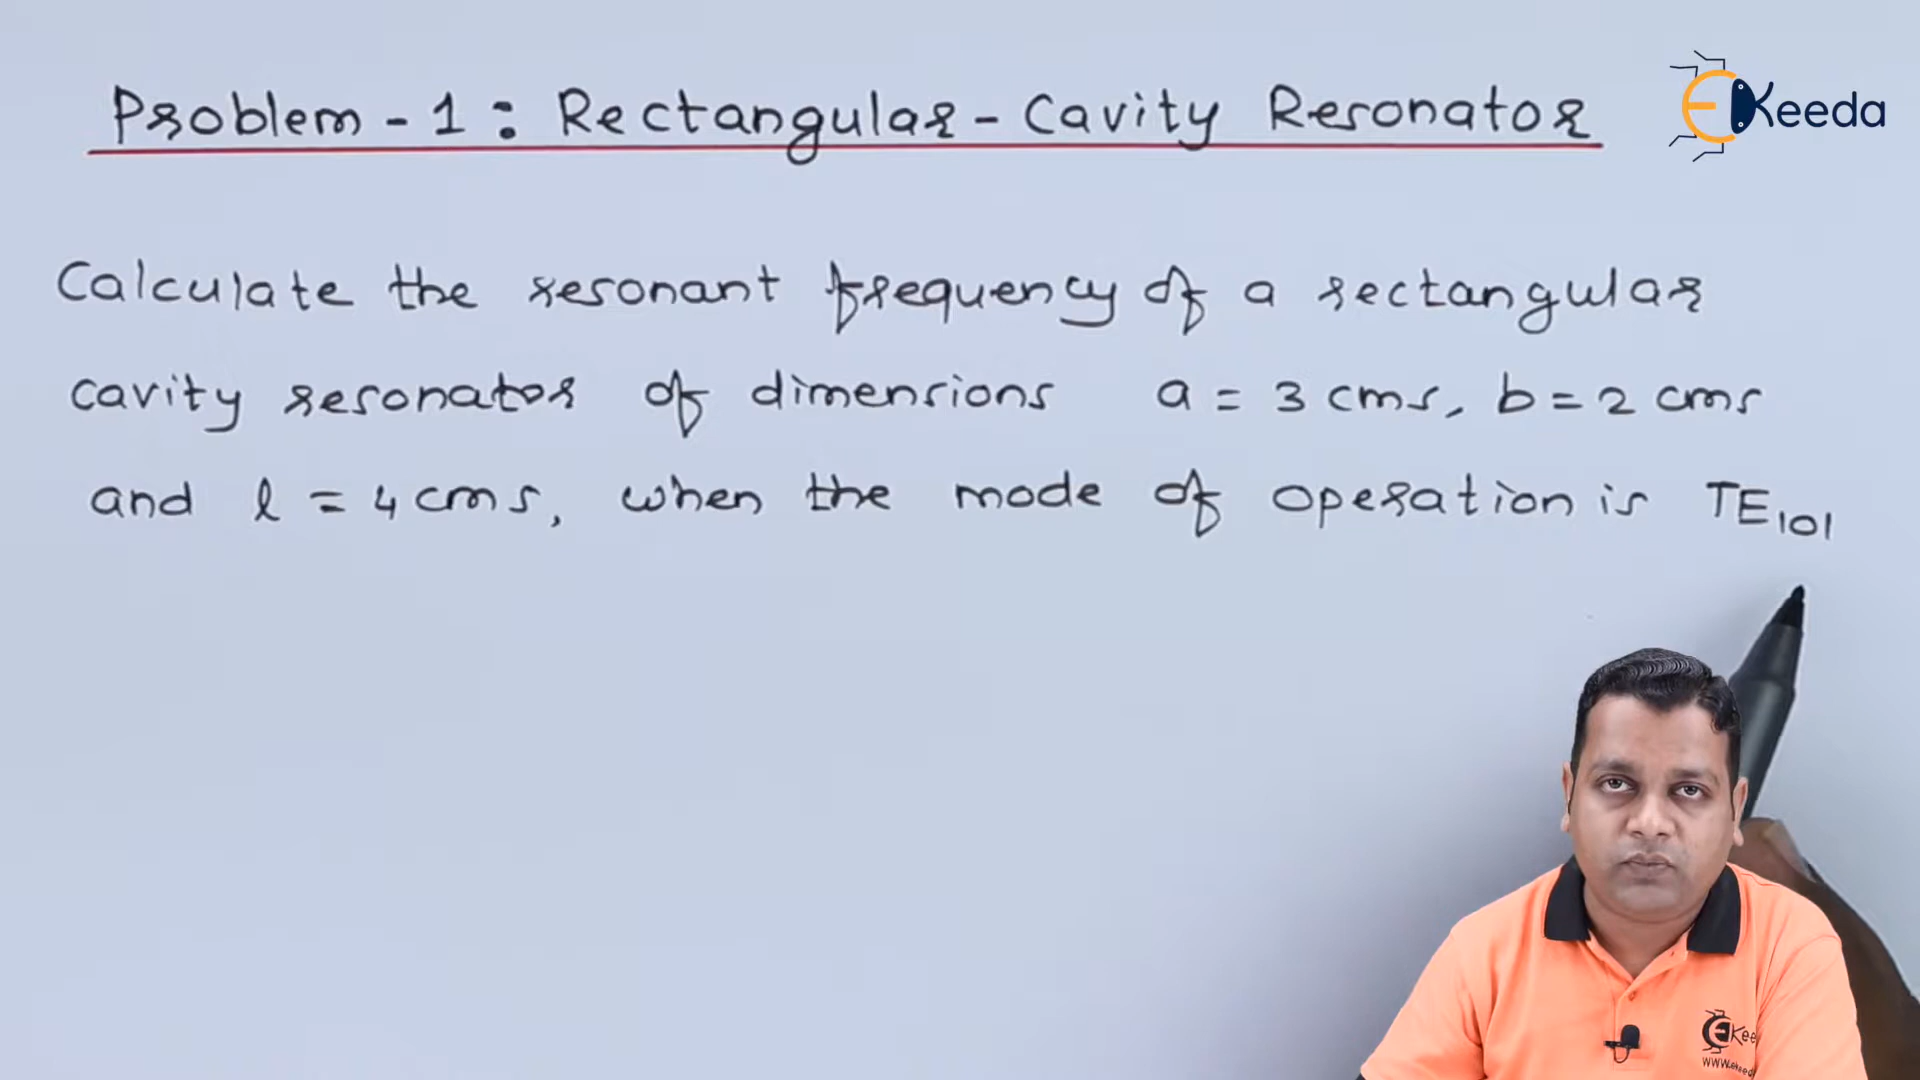 Problem - 1 : Rectangular - Cavity Resonator
EKeeda
Calculate the resonant frequency of a rectangular
cavity resonator of dimensions a = 3 cms, b = 2 cms
and l = 4 cms, when the mode of operation is TE101